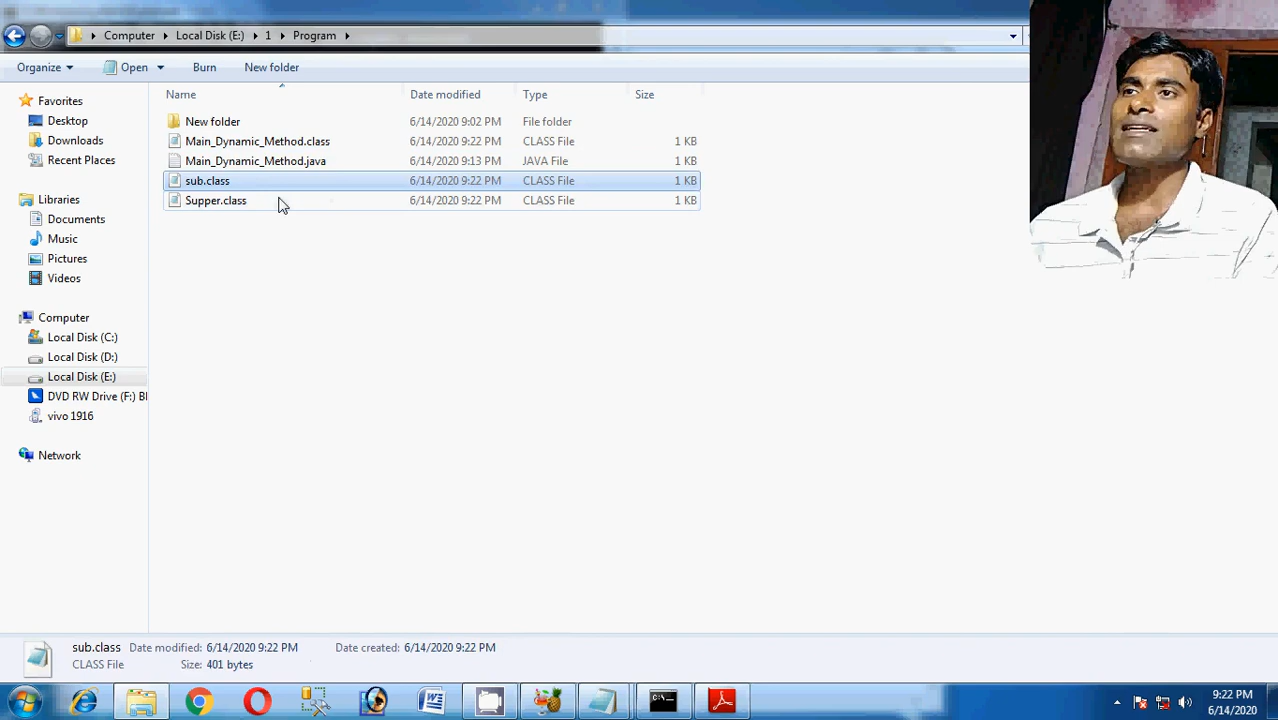 Computer Local Disk (E:) 1 Program
Organize Open Burn New folder
Name Date modified Type Size
New folder 6/14/2020 9:02 PM File folder
Main_Dynamic_Method.class 6/14/2020 9:22 PM CLASS File 1 KB
Main_Dynamic_Method.java 6/14/2020 9:13 PM JAVA File 1 KB
sub.class 6/14/2020 9:22 PM CLASS File 1 KB
Supper.class 6/14/2020 9:22 PM CLASS File 1 KB
Favorites
Desktop
Downloads
Recent Places
Libraries
Documents
Music
Pictures
Videos
Computer
Local Disk (C:)
Local Disk (D:)
Local Disk (E:)
DVD RW Drive (F:) Bl
vivo 1916
Network
sub.class Date modified: 6/14/2020 9:22 PM Date created: 6/14/2020 9:22 PM
CLASS File Size: 401 bytes
9:22 PM
6/14/2020